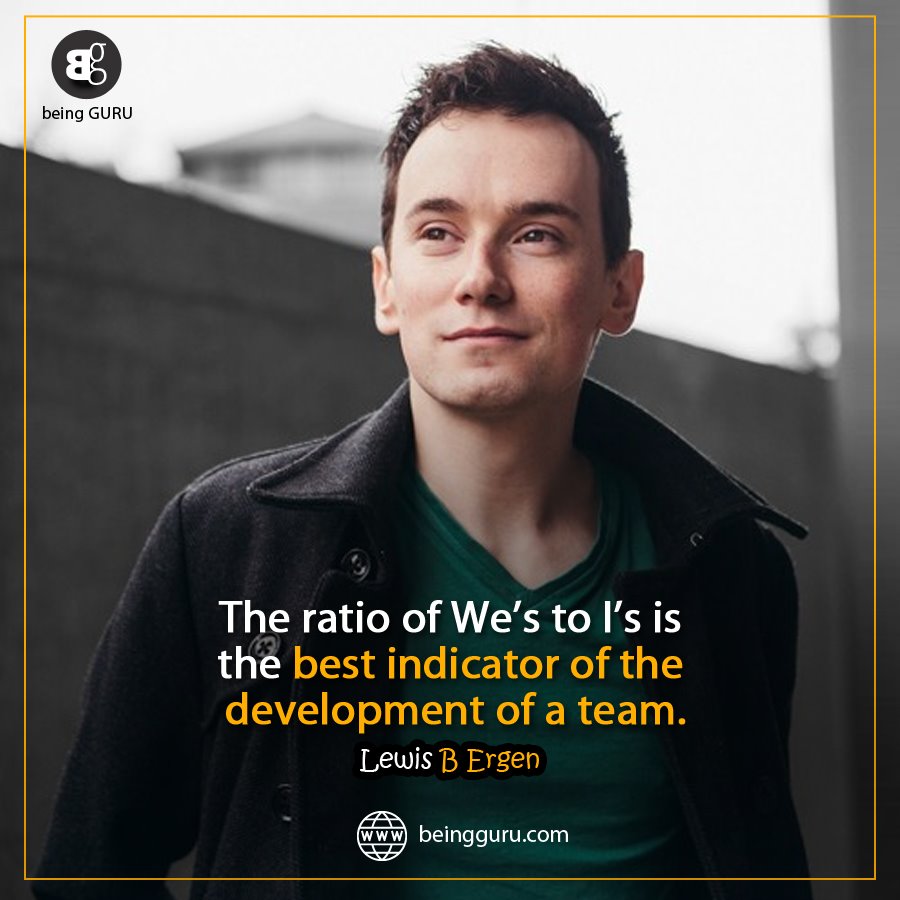 Bg
being GURU
The ratio of We’s to I’s is
the best indicator of the
development of a team.
Lewis B Ergen
www beingguru.com